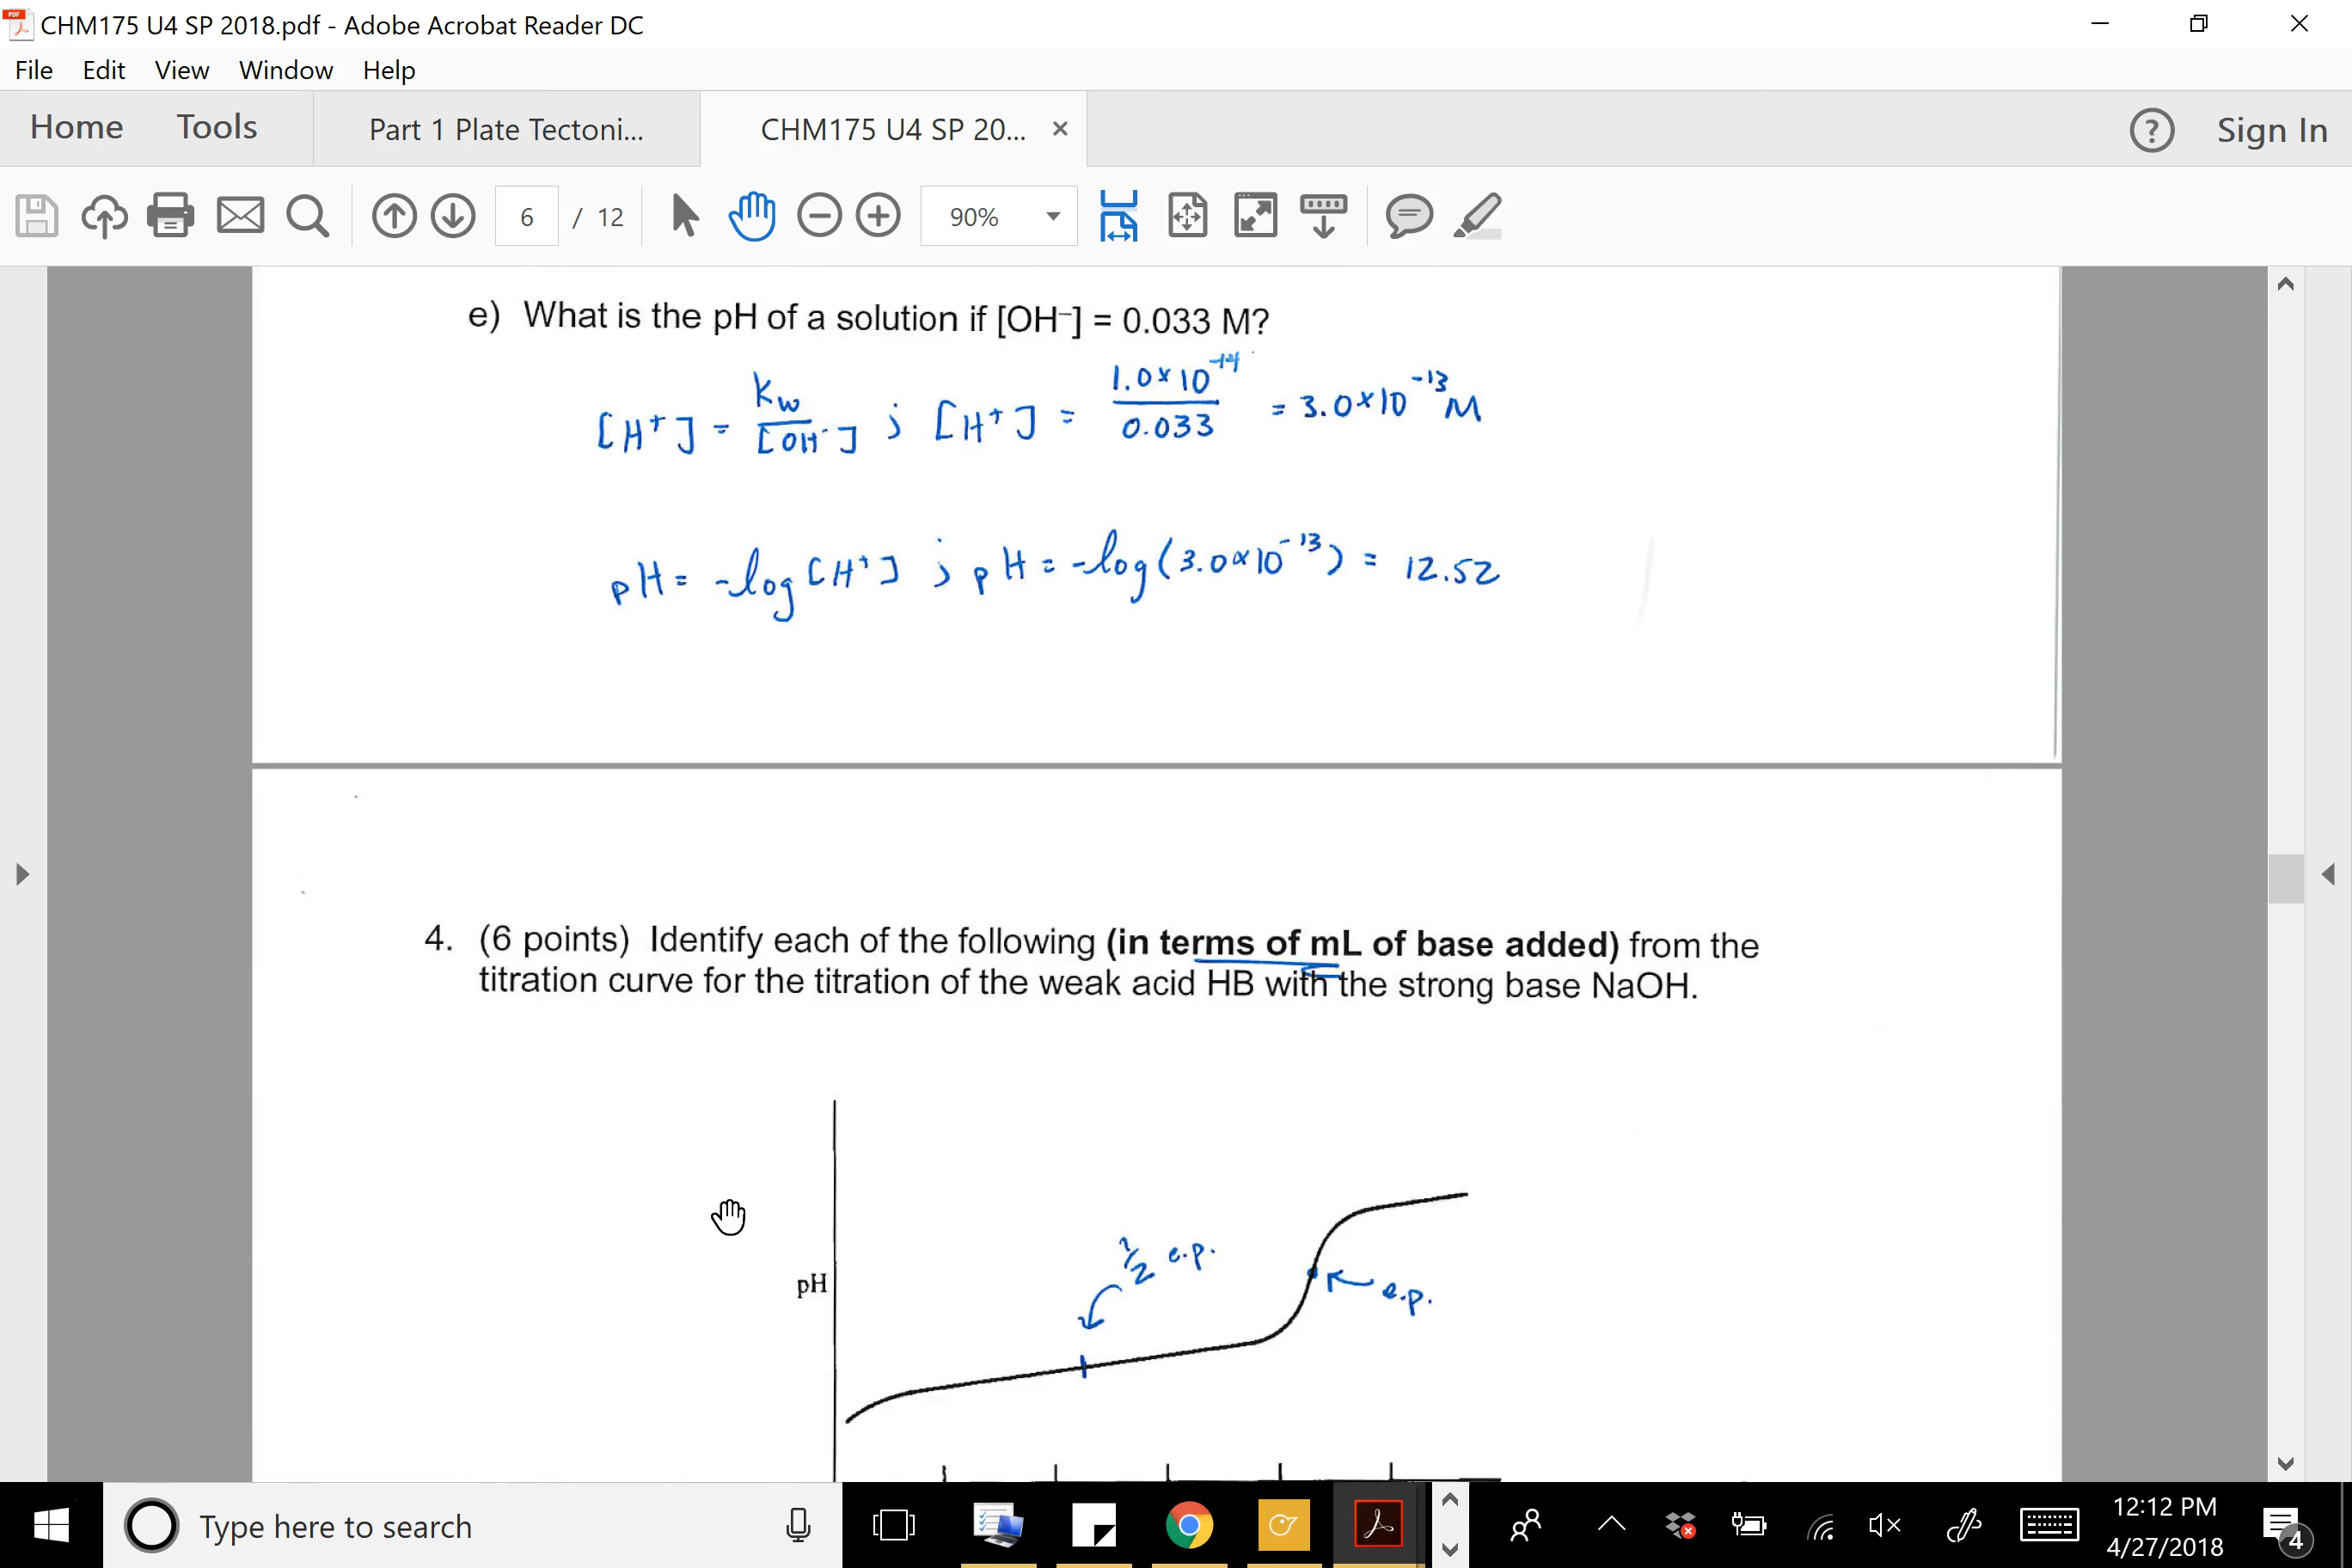 CHM175 U4 SP 2018.pdf - Adobe Acrobat Reader DC
File Edit View Window Help
Home Tools Part 1 Plate Tectoni... CHM175 U4 SP 20... × ? Sign In
6 / 12 90%
e) What is the pH of a solution if [OH⁻] = 0.033 M?
[H⁺] = Kw/[OH⁻] ; [H⁺] = 1.0×10⁻¹⁴/0.033 = 3.0×10⁻¹³ M
pH = -log[H⁺] ; pH = -log(3.0×10⁻¹³) = 12.52
4. (6 points) Identify each of the following (in terms of mL of base added) from the
titration curve for the titration of the weak acid HB with the strong base NaOH.
½ e.p.
pH
e.p.
Type here to search
12:12 PM
4/27/2018
4